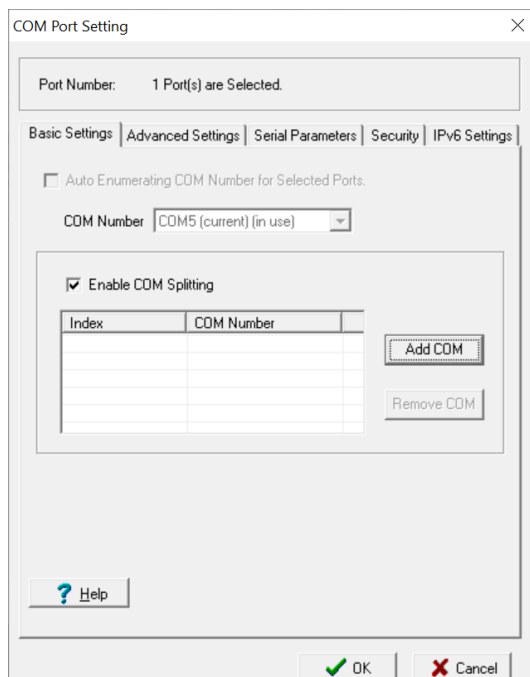 COM Port Setting
Port Number: 1 Port(s) are Selected.
Basic Settings Advanced Settings Serial Parameters Security IPv6 Settings
Auto Enumerating COM Number for Selected Ports.
COM Number COM5 (current) (in use)
Enable COM Splitting
Index COM Number
Add COM
Remove COM
Help
OK Cancel